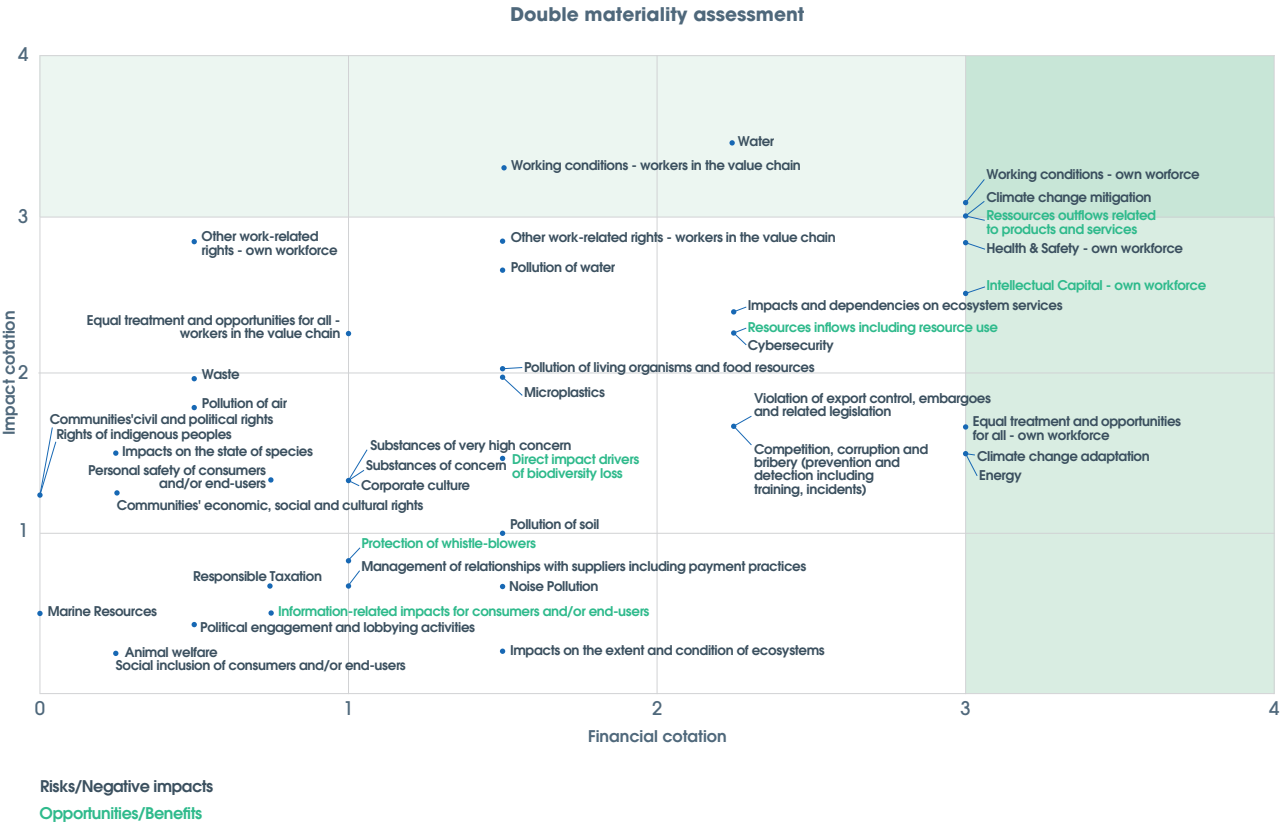 Double materiality assessment
4
Water
Working conditions - workers in the value chain
Working conditions - own worforce
Climate change mitigation
Ressources outflows related
to products and services
3
Other work-related
rights - own workforce
Other work-related rights - workers in the value chain
Health & Safety - own workforce
Pollution of water
Intellectual Capital - own workforce
Impacts and dependencies on ecosystem services
Equal treatment and opportunities for all -
workers in the value chain
Resources inflows including resource use
Cybersecurity
Impact cotation
2
Pollution of living organisms and food resources
Waste
Microplastics
Pollution of air
Violation of export control, embargoes
and related legislation
Communities'civil and political rights
Rights of indigenous peoples
Equal treatment and opportunities
for all - own workforce
Impacts on the state of species
Substances of very high concern
Substances of concern
Direct impact drivers
of biodiversity loss
Competition, corruption and
bribery (prevention and
detection including
training, incidents)
Climate change adaptation
Energy
Personal safety of consumers
and/or end-users
Corporate culture
Communities' economic, social and cultural rights
1
Pollution of soil
Protection of whistle-blowers
Management of relationships with suppliers including payment practices
Responsible Taxation
Noise Pollution
Marine Resources
Information-related impacts for consumers and/or end-users
Political engagement and lobbying activities
Animal welfare
Social inclusion of consumers and/or end-users
Impacts on the extent and condition of ecosystems
0
1
2
3
4
Financial cotation
Risks/Negative impacts
Opportunities/Benefits